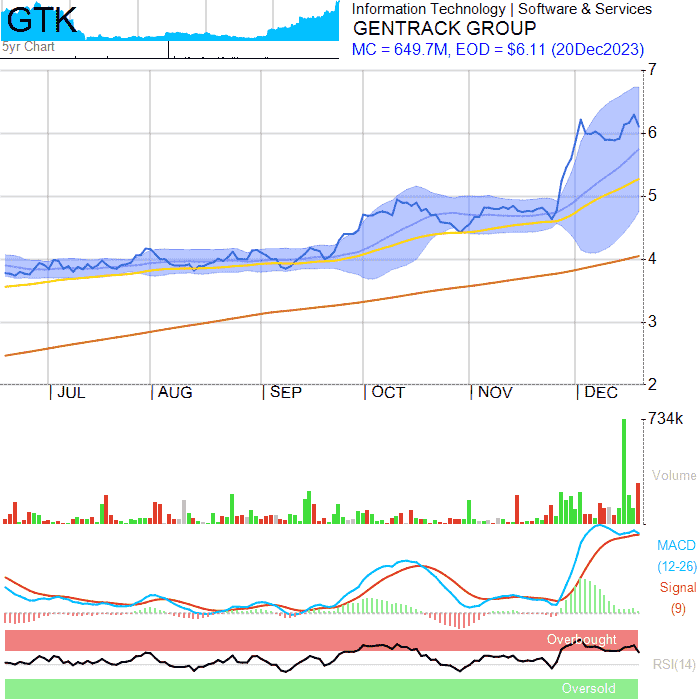 GTK
5yr Chart
Information Technology | Software & Services
GENTRACK GROUP
MC = 649.7M, EOD = $6.11 (20Dec2023)
7
6
5
4
3
2
JUL
AUG
SEP
OCT
NOV
DEC
734k
Volume
MACD
(12-26)
Signal
(9)
Overbought
RSI(14)
Oversold